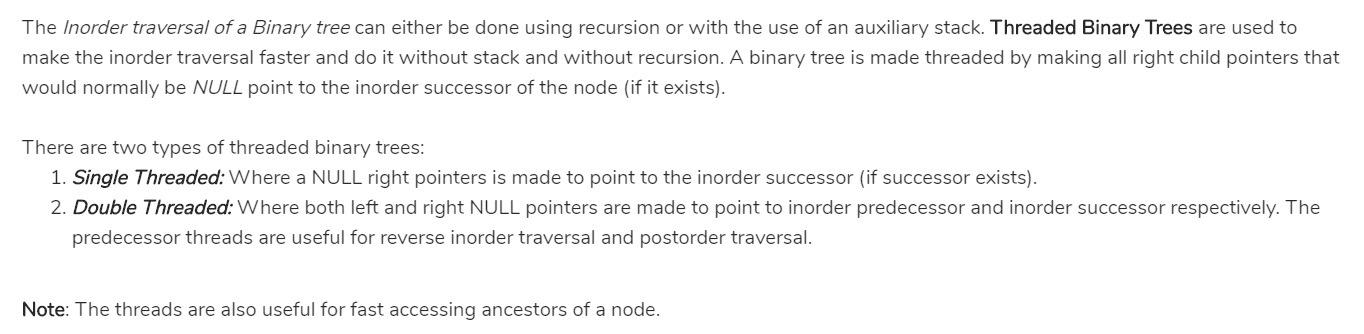 The Inorder traversal of a Binary tree can either be done using recursion or with the use of an auxiliary stack. Threaded Binary Trees are used to
make the inorder traversal faster and do it without stack and without recursion. A binary tree is made threaded by making all right child pointers that
would normally be NULL point to the inorder successor of the node (if it exists).
There are two types of threaded binary trees:
1. Single Threaded: Where a NULL right pointers is made to point to the inorder successor (if successor exists).
2. Double Threaded: Where both left and right NULL pointers are made to point to inorder predecessor and inorder successor respectively. The
predecessor threads are useful for reverse inorder traversal and postorder traversal.
Note: The threads are also useful for fast accessing ancestors of a node.